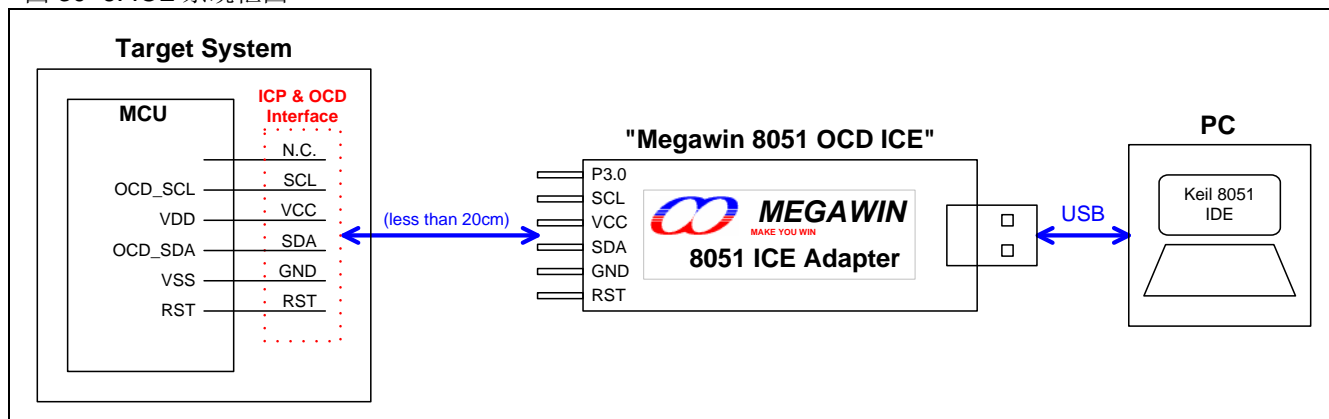 Target System
ICP & OCD
Interface
MCU
N.C.
OCD_SCL
SCL
VDD
VCC
OCD_SDA
SDA
VSS
GND
RST
RST
(less than 20cm)
"Megawin 8051 OCD ICE"
P3.0
SCL
VCC
SDA
GND
RST
MEGAWIN
MAKE YOU WIN
8051 ICE Adapter
USB
PC
Keil 8051
IDE